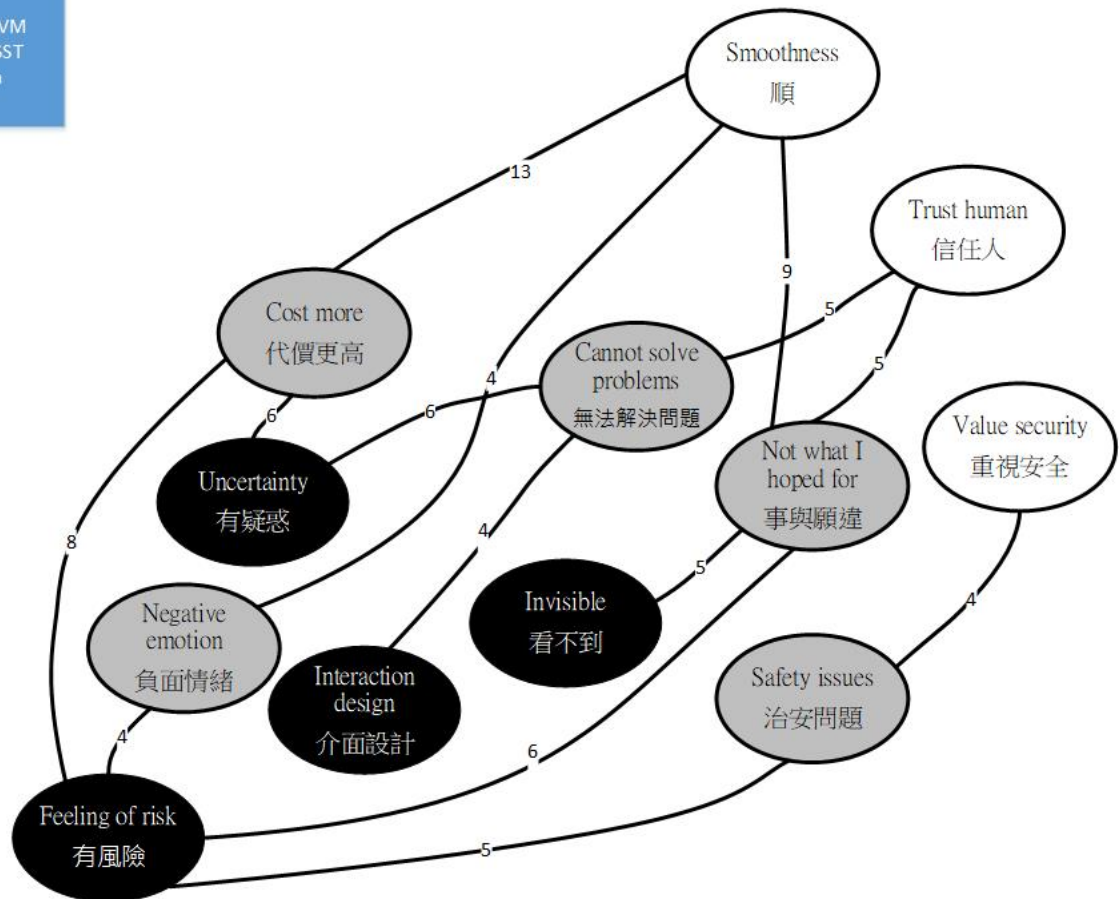 VM
SST
Smoothness
順
13
Trust human
信任人
9
Cost more
代價更高
5
Cannot solve
problems
無法解決問題
5
4
6
6
Value security
重視安全
Not what I
hoped for
事與願違
Uncertainty
有疑惑
4
8
5
Invisible
看不到
4
Negative
emotion
負面情緒
Interaction
design
介面設計
Safety issues
治安問題
4
6
Feeling of risk
有風險
5